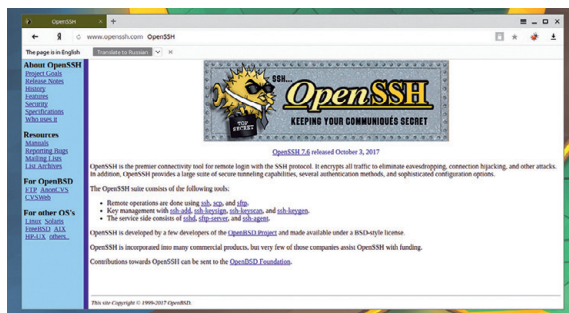 OpenSSH
www.openssh.com OpenSSH
The page is in English
Translate to Russian
About OpenSSH
Project Goals
Release Notes
History
Features
Security
Specifications
Who uses it
Resources
Manuals
Reporting Bugs
Mailing Lists
List Archives
For OpenBSD
FTP AnonCVS
CVSWeb
For other OS's
Linux Solaris
FreeBSD AIX
HP-UX others...
SSH...
TOP
SECRET
OpenSSH
KEEPING YOUR COMMUNIQUÉS SECRET
OpenSSH 7.6 released October 3, 2017
OpenSSH is the premier connectivity tool for remote login with the SSH protocol. It encrypts all traffic to eliminate eavesdropping, connection hijacking, and other attacks.
In addition, OpenSSH provides a large suite of secure tunneling capabilities, several authentication methods, and sophisticated configuration options.
The OpenSSH suite consists of the following tools:
• Remote operations are done using ssh, scp, and sftp.
• Key management with ssh-add, ssh-keysign, ssh-keyscan, and ssh-keygen.
• The service side consists of sshd, sftp-server, and ssh-agent.
OpenSSH is developed by a few developers of the OpenBSD Project and made available under a BSD-style license.
OpenSSH is incorporated into many commercial products, but very few of those companies assist OpenSSH with funding.
Contributions towards OpenSSH can be sent to the OpenBSD Foundation.
This site Copyright © 1999-2017 OpenBSD.